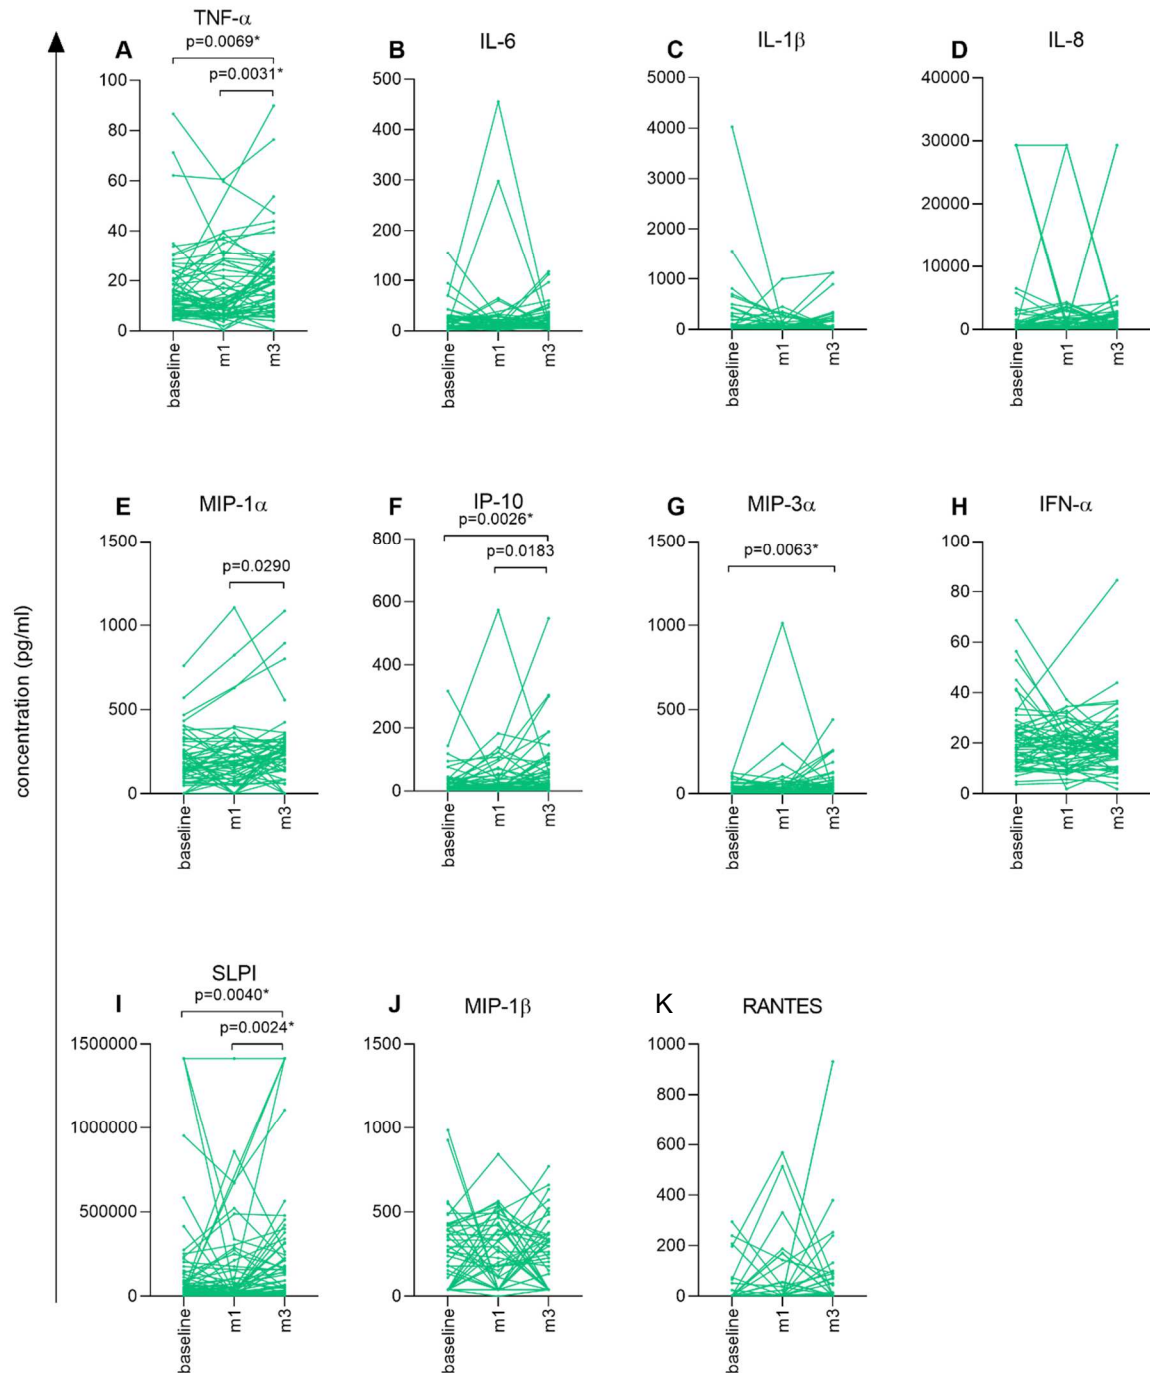 concentration (pg/ml)
A
TNF-α
p=0.0069*
p=0.0031*
100
80
60
40
20
0
baseline
m1
m3
B
IL-6
500
400
300
200
100
0
baseline
m1
m3
C
IL-1β
5000
4000
3000
2000
1000
0
baseline
m1
m3
D
IL-8
40000
30000
20000
10000
0
baseline
m1
m3
E
MIP-1α
p=0.0290
1500
1000
500
0
baseline
m1
m3
F
IP-10
p=0.0026*
p=0.0183
800
600
400
200
0
baseline
m1
m3
G
MIP-3α
p=0.0063*
1500
1000
500
0
baseline
m1
m3
H
IFN-α
100
80
60
40
20
0
baseline
m1
m3
I
SLPI
p=0.0040*
p=0.0024*
1500000
1000000
500000
0
baseline
m1
m3
J
MIP-1β
1500
1000
500
0
baseline
m1
m3
K
RANTES
1000
800
600
400
200
0
baseline
m1
m3